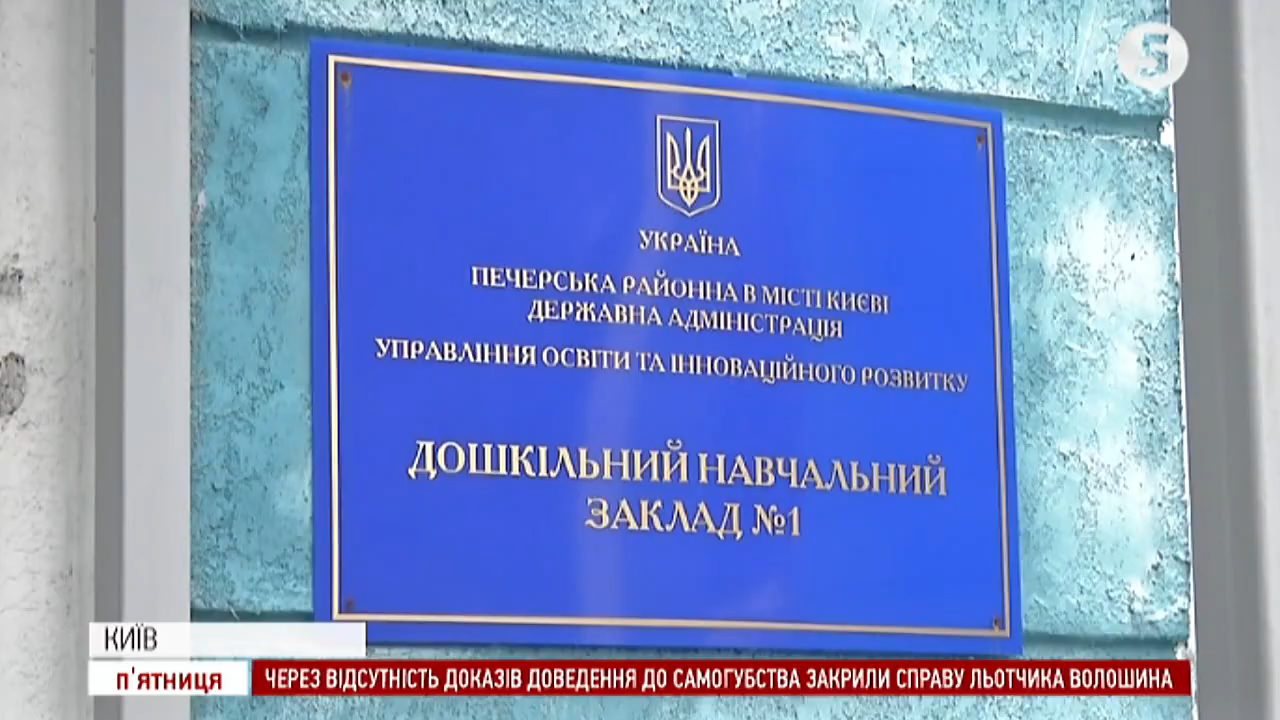 5
УКРАЇНА
ПЕЧЕРСЬКА РАЙОННА В МІСТІ КИЄВІ
ДЕРЖАВНА АДМІНІСТРАЦІЯ
УПРАВЛІННЯ ОСВІТИ ТА ІННОВАЦІЙНОГО РОЗВИТКУ
ДОШКІЛЬНИЙ НАВЧАЛЬНИЙ
ЗАКЛАД №1
КИЇВ
П'ЯТНИЦЯ
ЧЕРЕЗ ВІДСУТНІСТЬ ДОКАЗІВ ДОВЕДЕННЯ ДО САМОГУБСТВА ЗАКРИЛИ СПРАВУ ЛЬОТЧИКА ВОЛОШИНА